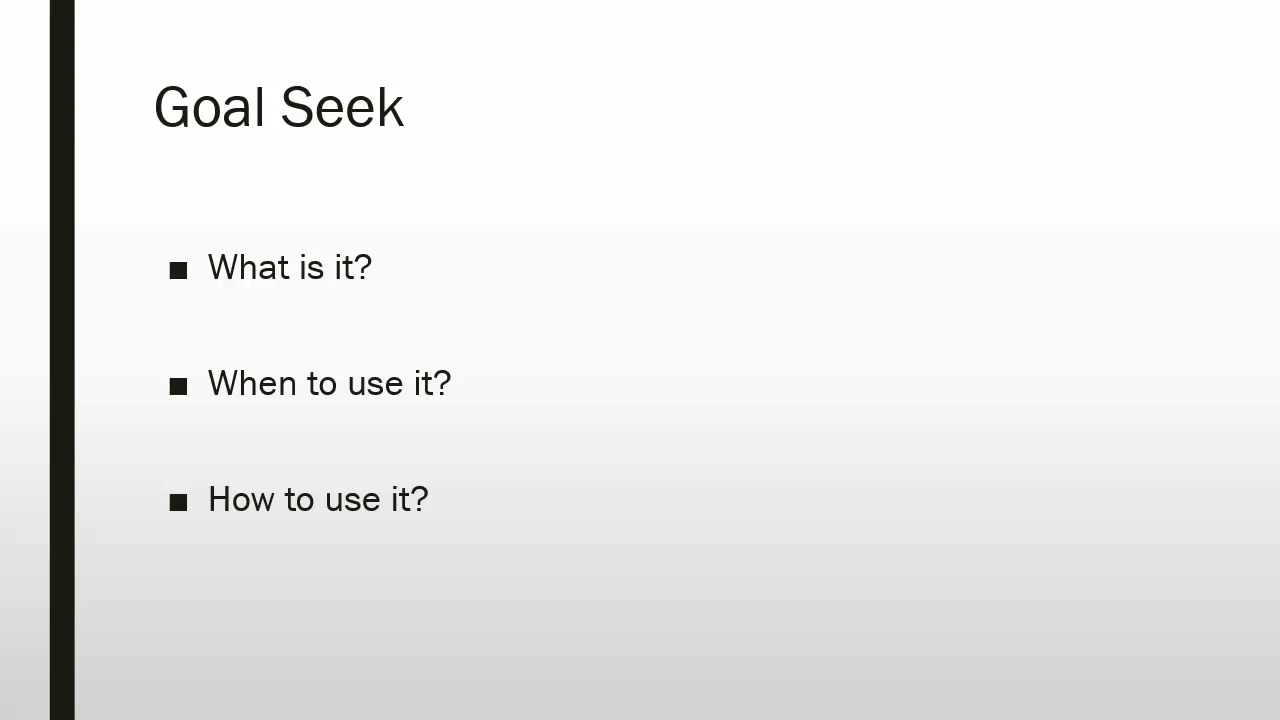 Goal Seek
■ What is it?
■ When to use it?
■ How to use it?